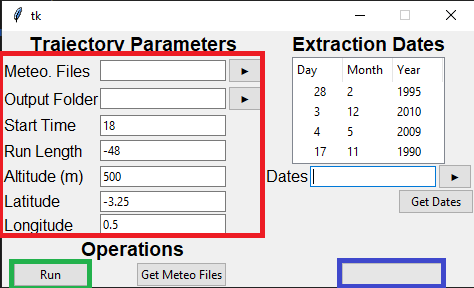 tk
Trajectory Parameters
Meteo. Files
Output Folder
Start Time 18
Run Length -48
Altitude (m) 500
Latitude -3.25
Longitude 0.5
Extraction Dates
Day Month Year
28 2 1995
3 12 2010
4 5 2009
17 11 1990
Dates
Get Dates
Operations
Run Get Meteo Files